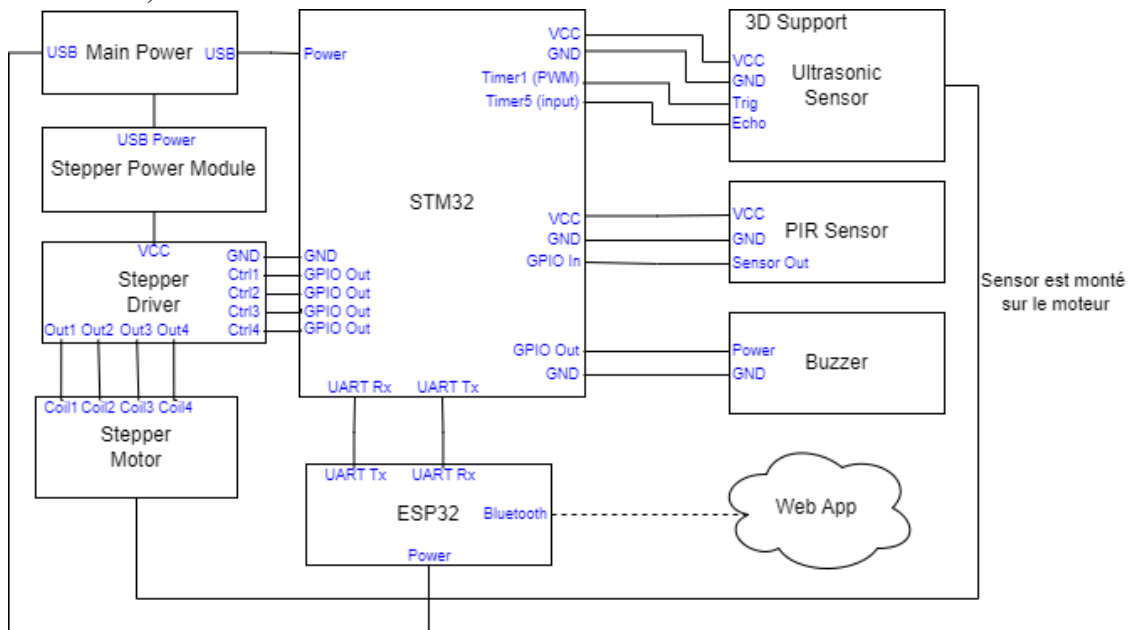 USB Main Power USB
USB Power
Stepper Power Module
VCC
Stepper
Driver
GND
Ctrl1
Ctrl2
Ctrl3
Ctrl4
Out1 Out2 Out3 Out4
Coil1 Coil2 Coil3 Coil4
Stepper
Motor
Power
STM32
GND
GPIO Out
GPIO Out
GPIO Out
GPIO Out
VCC
GND
Timer1 (PWM)
Timer5 (input)
VCC
GND
GPIO In
GPIO Out
GND
UART Rx UART Tx
3D Support
Ultrasonic
Sensor
VCC
GND
Trig
Echo
VCC
GND
Sensor Out
PIR Sensor
Power
GND
Buzzer
Sensor est monté
sur le moteur
UART Tx UART Rx
ESP32
Bluetooth
Power
Web App